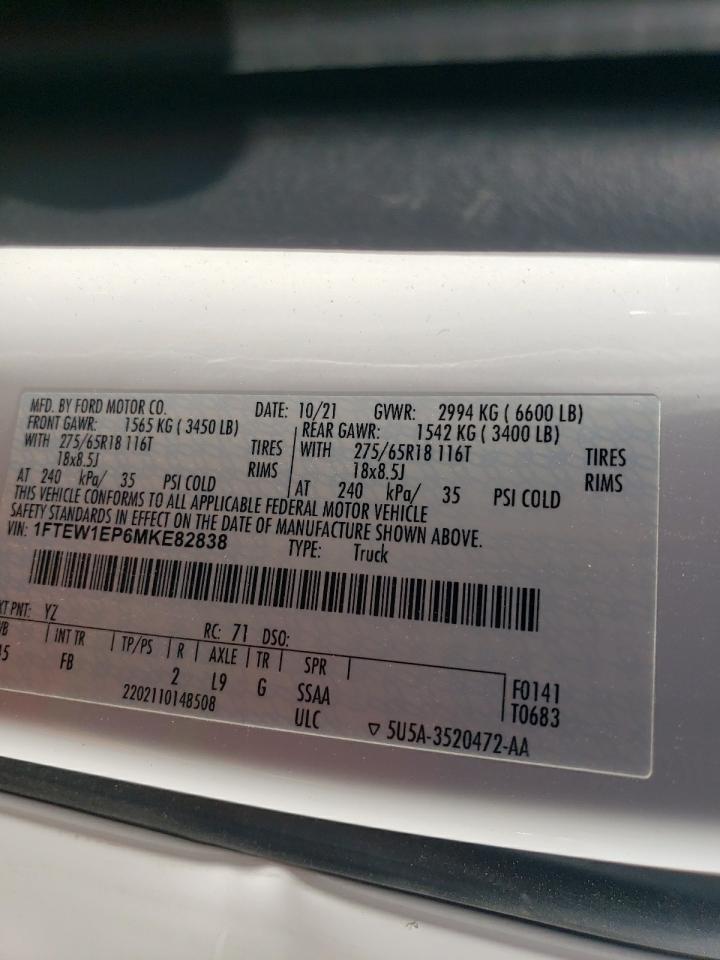 MFD. BY FORD MOTOR CO. DATE: 10/21 GVWR: 2994 KG ( 6600 LB)
FRONT GAWR: 1565 KG ( 3450 LB) REAR GAWR: 1542 KG ( 3400 LB)
WITH 275/65R18 116T TIRES WITH 275/65R18 116T TIRES
18x8.5J RIMS 18x8.5J RIMS
AT 240 kPa/ 35 PSI COLD AT 240 kPa/ 35 PSI COLD
THIS VEHICLE CONFORMS TO ALL APPLICABLE FEDERAL MOTOR VEHICLE
SAFETY STANDARDS IN EFFECT ON THE DATE OF MANUFACTURE SHOWN ABOVE.
VIN: 1FTEW1EP6MKE82838 TYPE: Truck
PNT: YZ RC: 71 DSO:
INT TR TP/PS R AXLE TR SPR
FB 2 L9 G SSAA F0141
2202110148508 ULC T0683
5U5A-3520472-AA